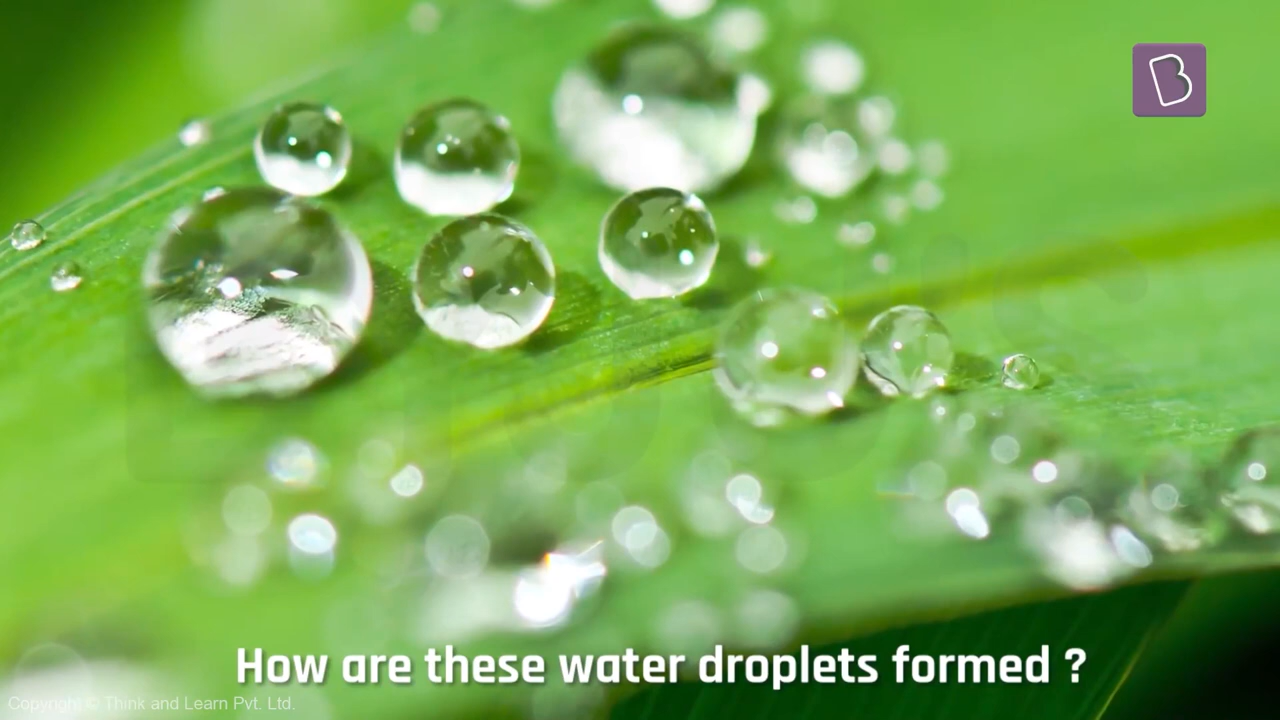 B
How are these water droplets formed ?
Copyright © Think and Learn Pvt. Ltd.